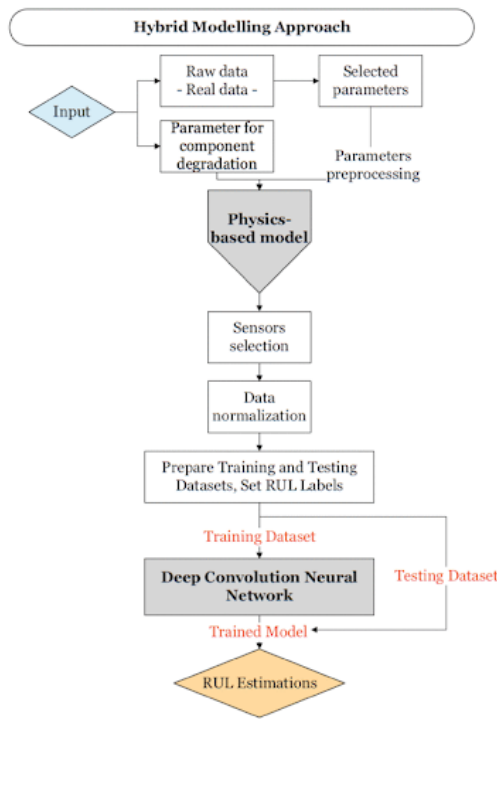 Hybrid Modelling Approach
Raw data
- Real data -
Selected
parameters
Input
Parameter for
component
degradation
Parameters
preprocessing
Physics-
based model
Sensors
selection
Data
normalization
Prepare Training and Testing
Datasets, Set RUL Labels
Training Dataset
Deep Convolution Neural
Network
Testing Dataset
Trained Model
RUL Estimations